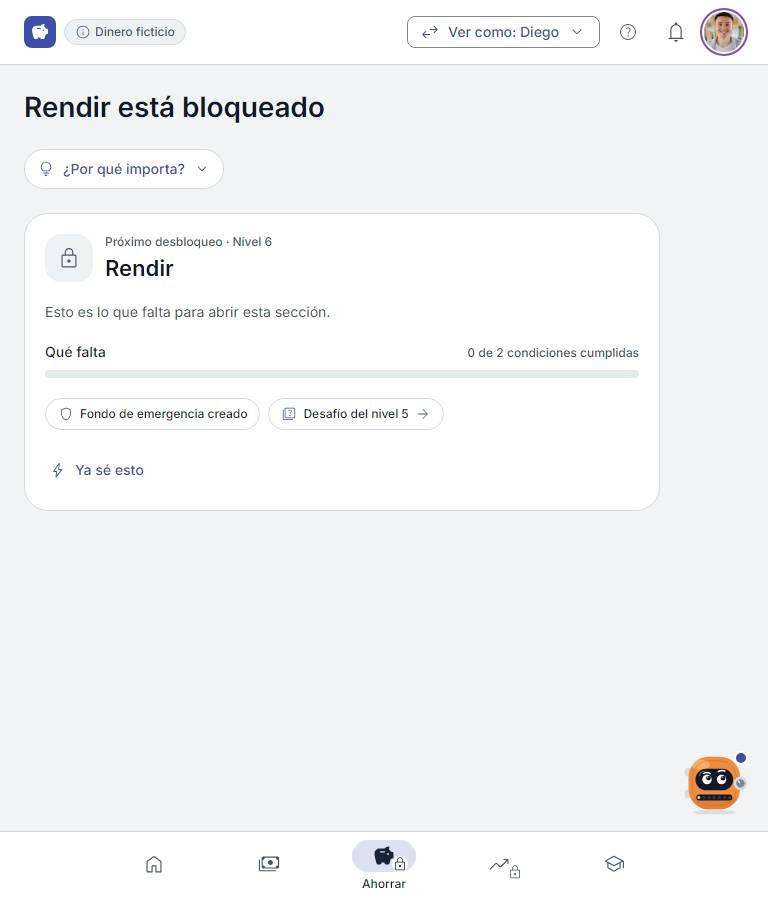 Dinero ficticio
Ver como: Diego
Rendir está bloqueado
¿Por qué importa?
Próximo desbloqueo · Nivel 6
Rendir
Esto es lo que falta para abrir esta sección.
Qué falta
0 de 2 condiciones cumplidas
Fondo de emergencia creado
Desafío del nivel 5
Ya sé esto
Ahorrar